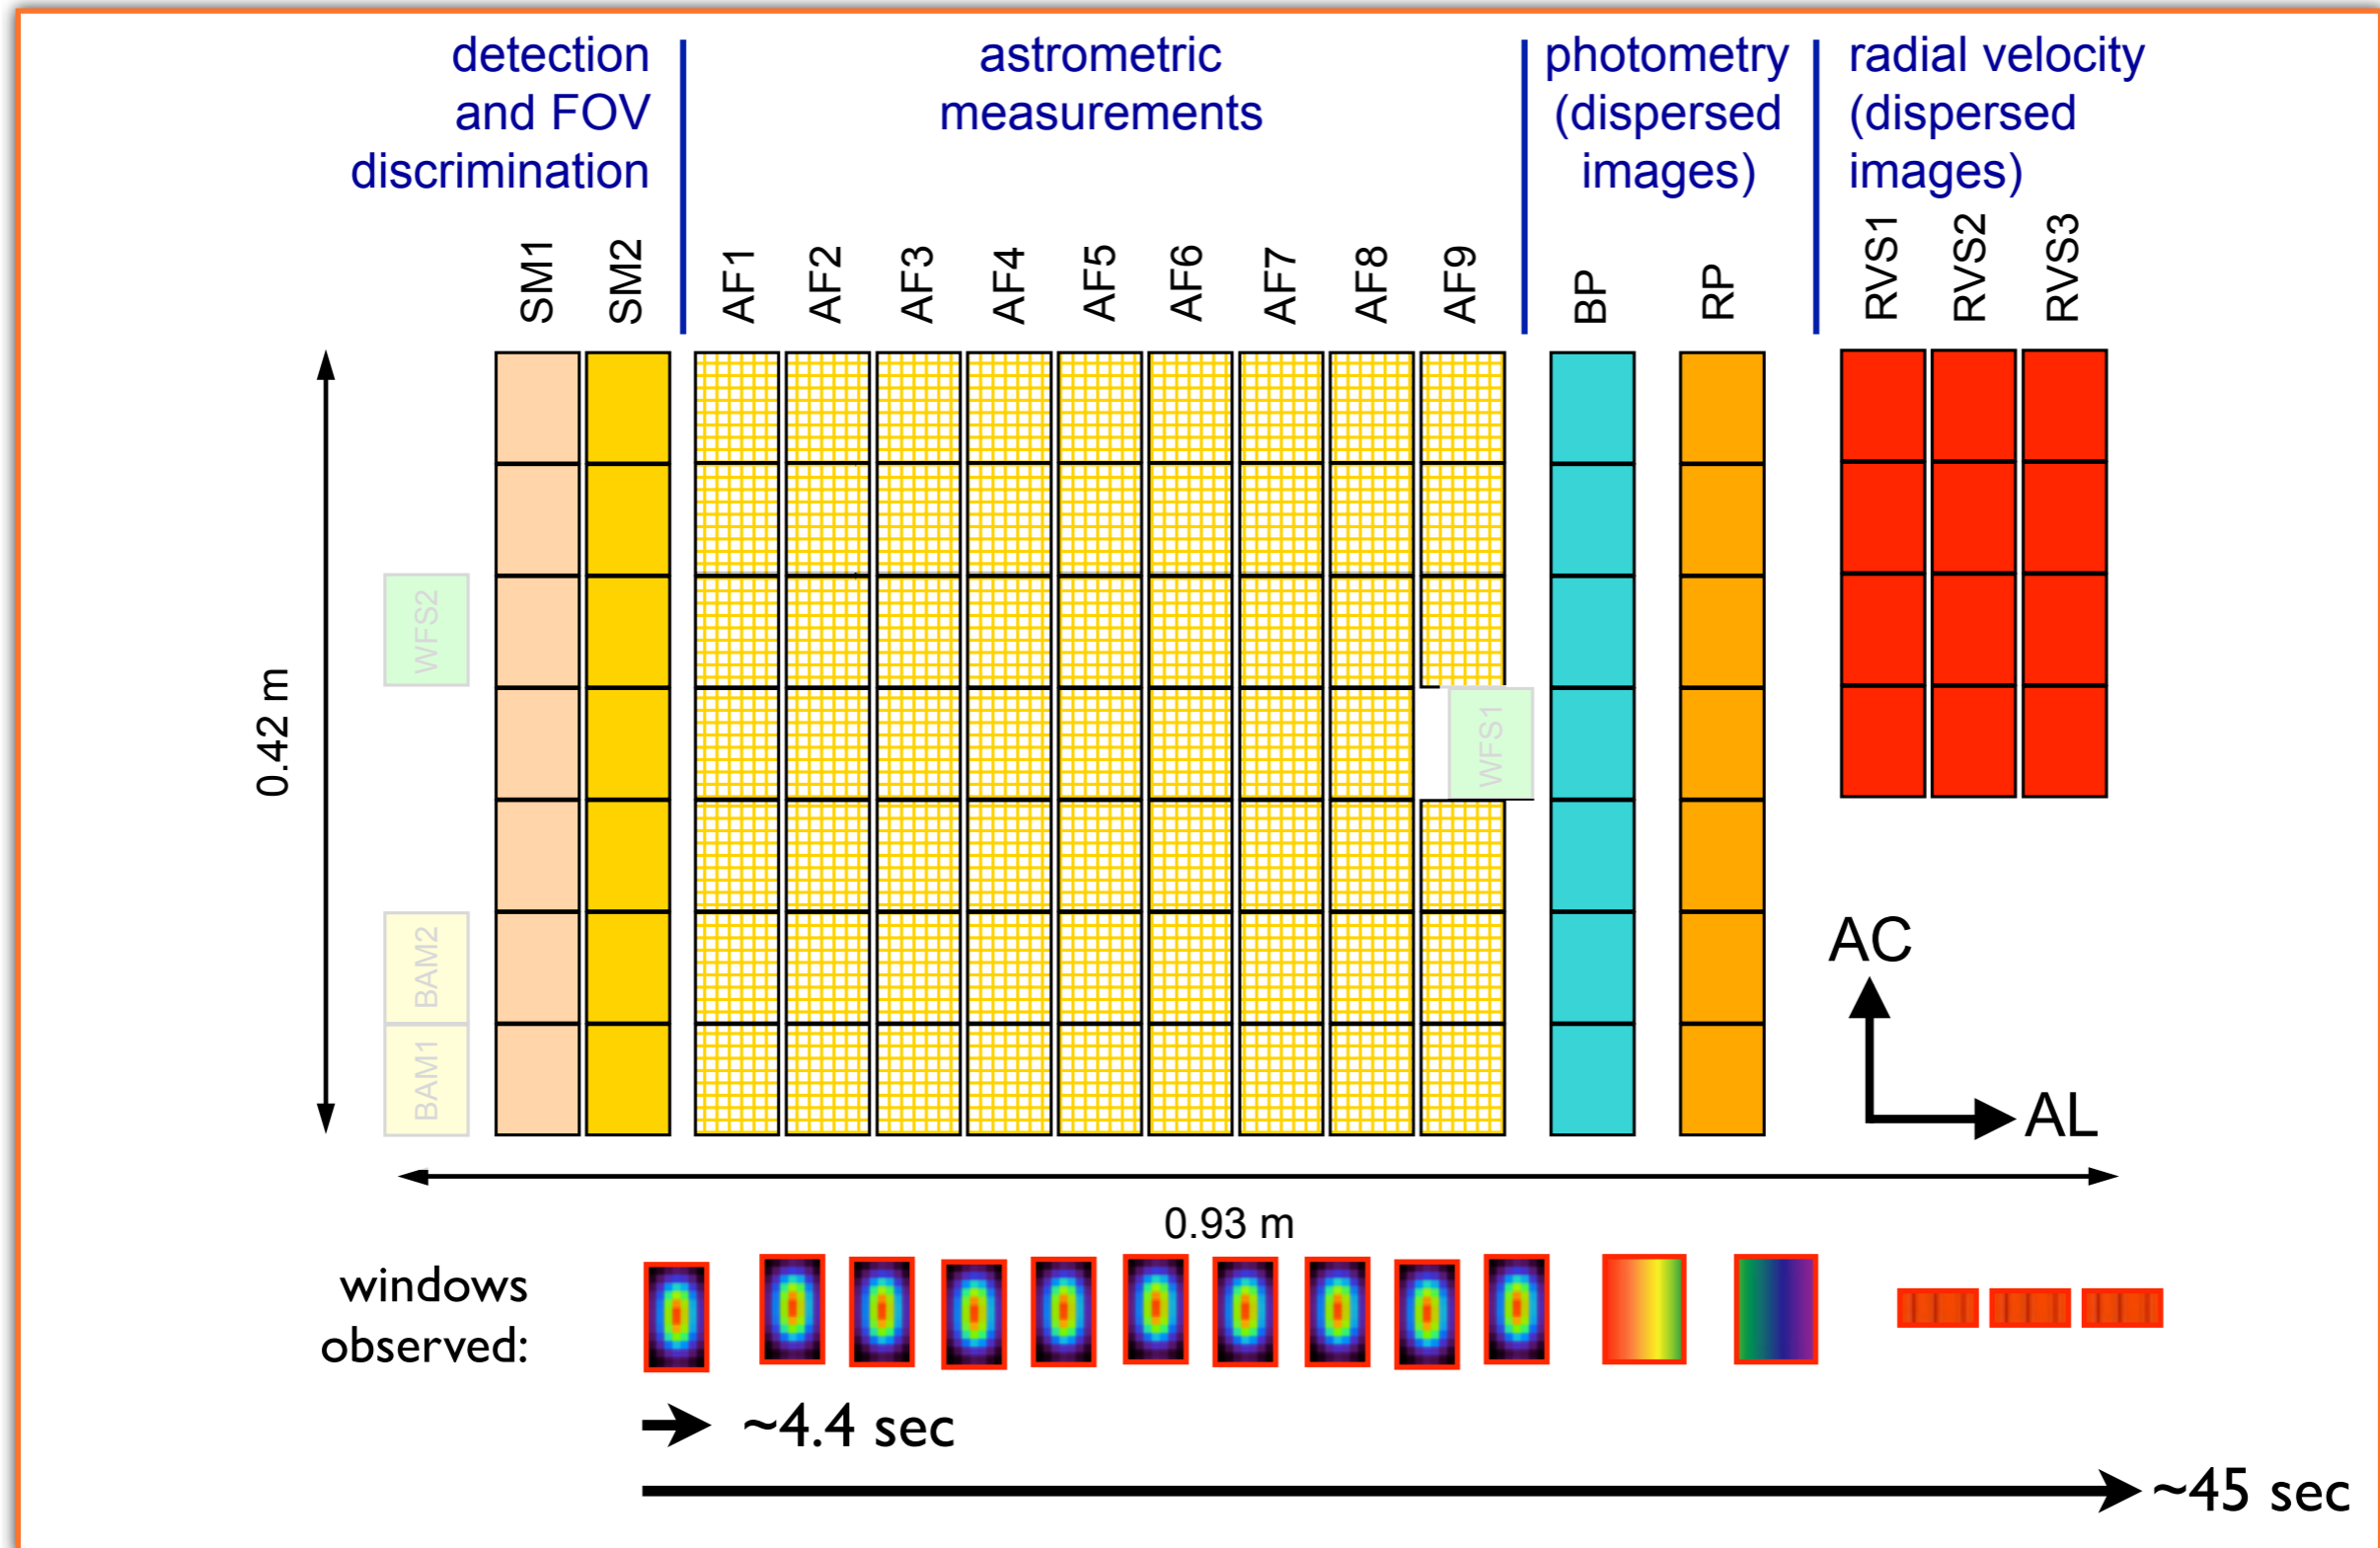 detection
and FOV
discrimination
astrometric
measurements
photometry
(dispersed
images)
radial velocity
(dispersed
images)
SM1
SM2
AF1
AF2
AF3
AF4
AF5
AF6
AF7
AF8
AF9
BP
RP
RVS1
RVS2
RVS3
0.42 m
WFS2
WFS1
BAM2
BAM1
AC
AL
0.93 m
windows
observed:
~4.4 sec
~45 sec